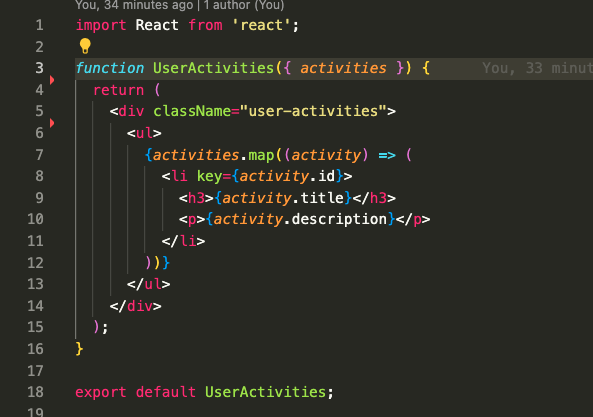 You, 34 minutes ago | 1 author (You)
1 import React from 'react';
2
3 function UserActivities({ activities }) { You, 33 minut
4   return (
5     <div className="user-activities">
6       <ul>
7         {activities.map((activity) => (
8           <li key={activity.id}>
9             <h3>{activity.title}</h3>
10             <p>{activity.description}</p>
11           </li>
12         ))}
13       </ul>
14     </div>
15   );
16 }
17
18 export default UserActivities;
19